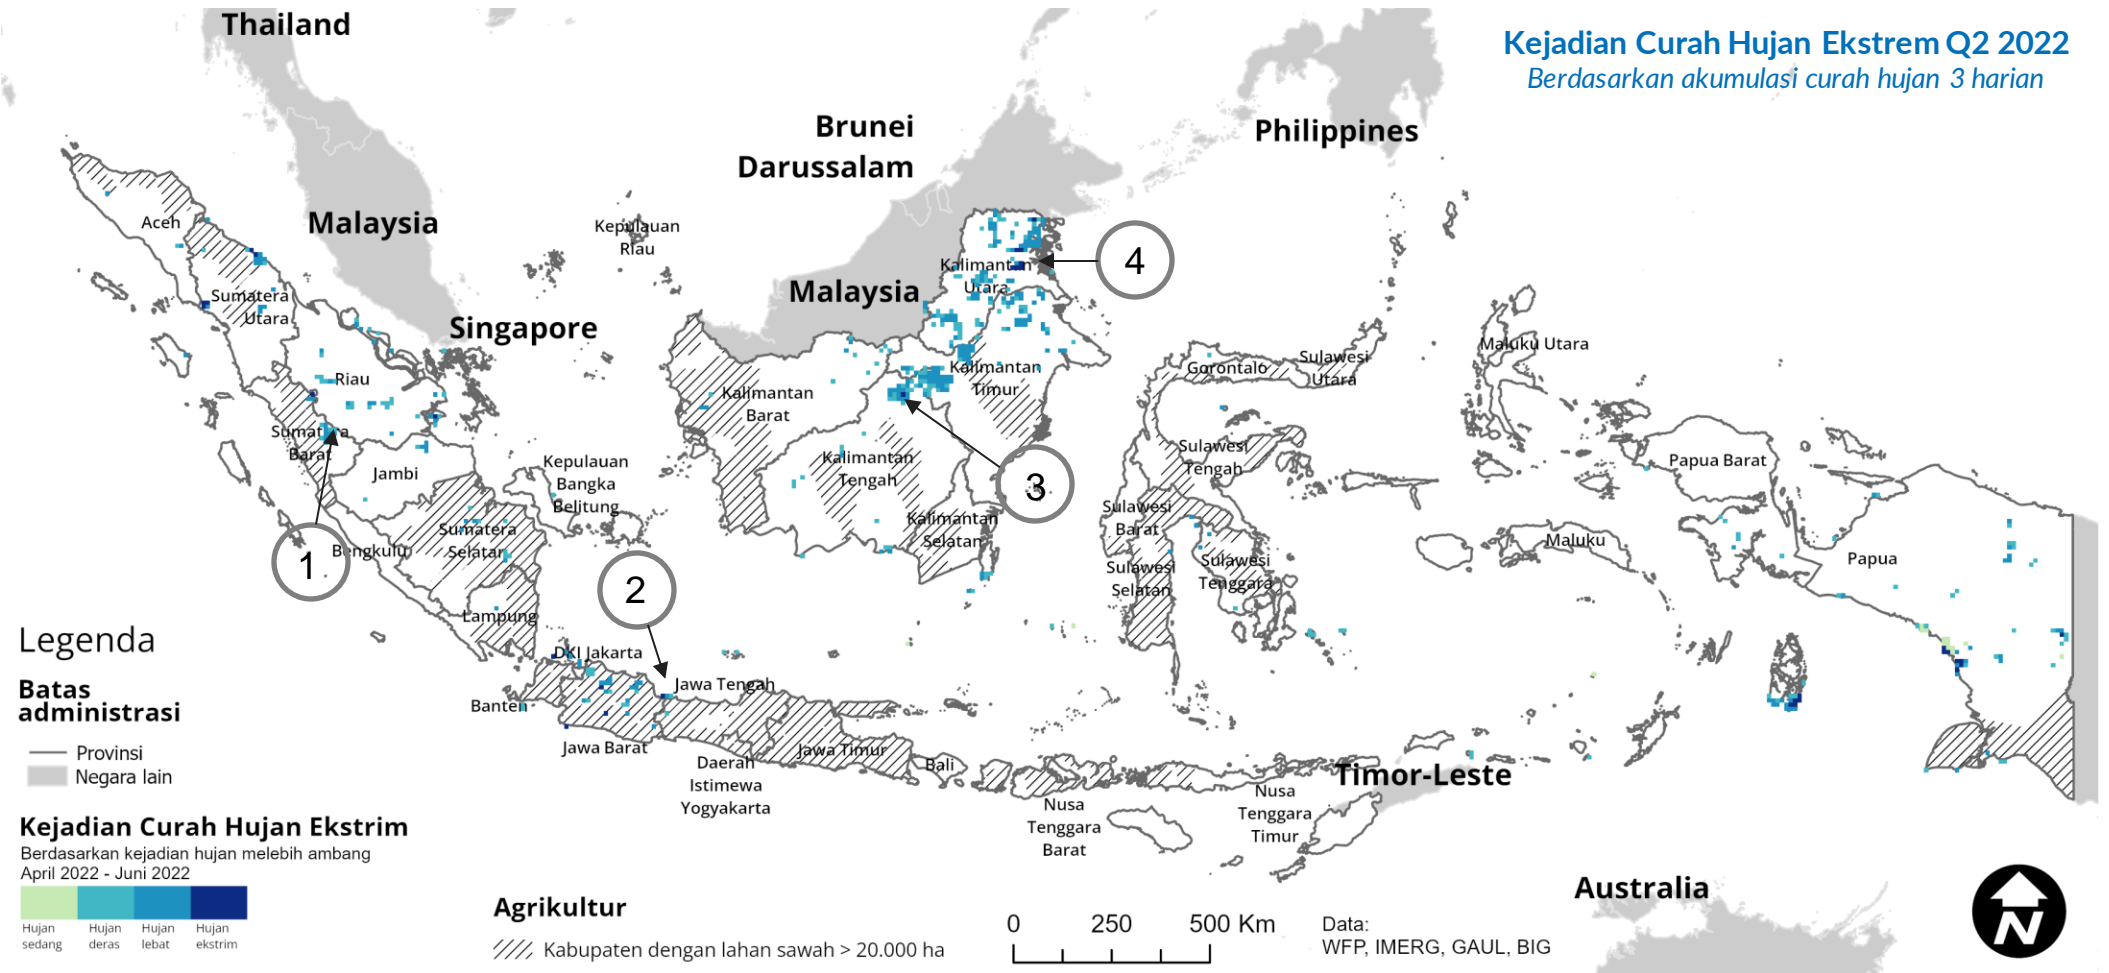 Thailand
Kejadian Curah Hujan Ekstrem Q2 2022
Berdasarkan akumulasi curah hujan 3 harian
Brunei
Darussalam
Philippines
Malaysia
Aceh
Kepulauan
Riau
4
Kalimantan
Utara
Malaysia
Sumatera
Utara
Singapore
Maluku Utara
Gorontalo
Sulawesi
Utara
Riau
Kalimantan
Timur
Kalimantan
Barat
Sumatera
Barat
Sulawesi
Tengah
Kalimantan
Tengah
Papua Barat
Jambi
Kepulauan
Bangka
Belitung
3
Sulawesi
Barat
Kalimantan
Selatan
Sumatera
Selatan
Bengkulu
Maluku
Papua
1
2
Sulawesi
Selatan
Sulawesi
Tenggara
Lampung
DKI Jakarta
Jawa Tengah
Banten
Jawa Barat
Jawa Timur
Bali
Daerah
Istimewa
Yogyakarta
Timor-Leste
Nusa
Tenggara
Barat
Nusa
Tenggara
Timur
Australia
Legenda
Batas
administrasi
Provinsi
Negara lain
Kejadian Curah Hujan Ekstrim
Berdasarkan kejadian hujan melebih ambang
April 2022 - Juni 2022
Hujan
sedang
Hujan
deras
Hujan
lebat
Hujan
ekstrim
Agrikultur
Kabupaten dengan lahan sawah > 20.000 ha
0 250 500 Km
Data:
WFP, IMERG, GAUL, BIG
N